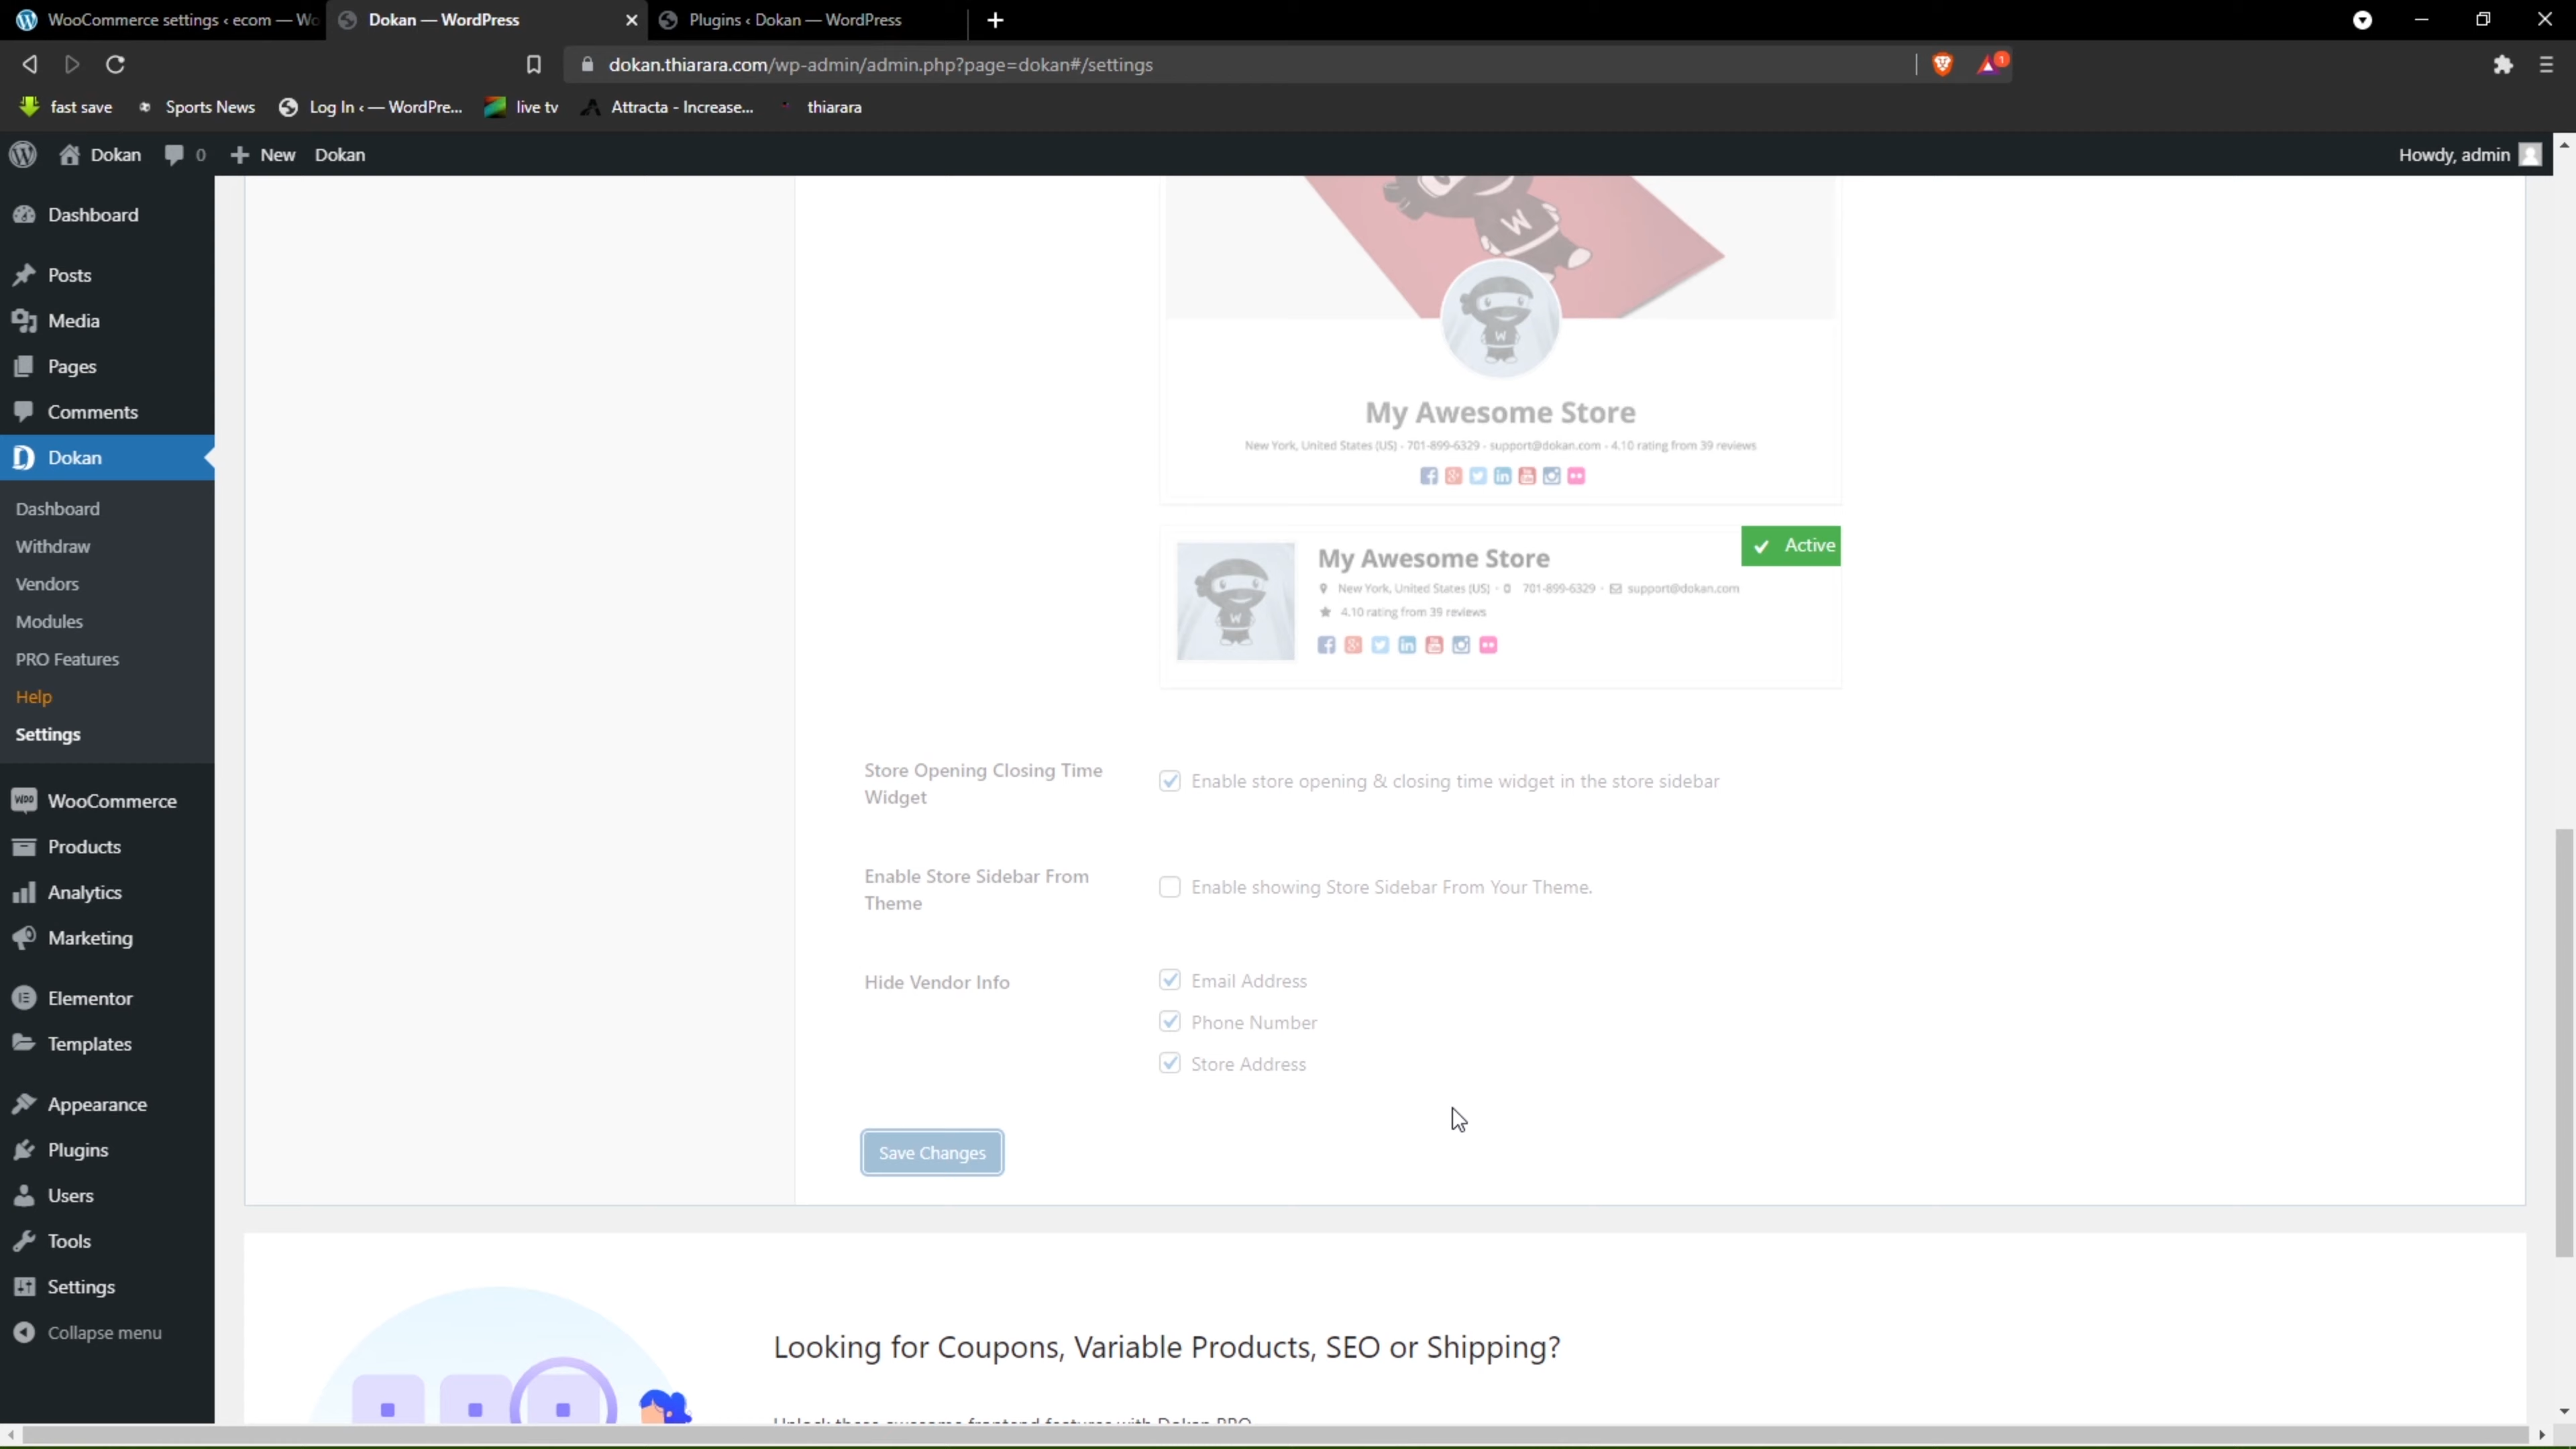 WooCommerce settings ‹ ecom — Wo
Dokan — WordPress
Plugins ‹ Dokan — WordPress
dokan.thiarara.com/wp-admin/admin.php?page=dokan#/settings
1
fast save
Sports News
Log In ‹ — WordPre...
live tv
Attracta - Increase...
thiarara
Dokan
0
New
Dokan
Howdy, admin
Dashboard
Posts
Media
Pages
Comments
Dokan
Dashboard
Withdraw
Vendors
Modules
PRO Features
Help
Settings
WooCommerce
Products
Analytics
Marketing
Elementor
Templates
Appearance
Plugins
Users
Tools
Settings
Collapse menu
W
W
My Awesome Store
New York, United States (US) - 701-899-6329 - support@dokan.com - 4.10 rating from 39 reviews
W
My Awesome Store
Active
New York, United States (US) · 701-899-6329 · support@dokan.com
4.10 rating from 39 reviews
Store Opening Closing Time
Widget
Enable store opening & closing time widget in the store sidebar
Enable Store Sidebar From
Theme
Enable showing Store Sidebar From Your Theme.
Hide Vendor Info
Email Address
Phone Number
Store Address
Save Changes
Looking for Coupons, Variable Products, SEO or Shipping?